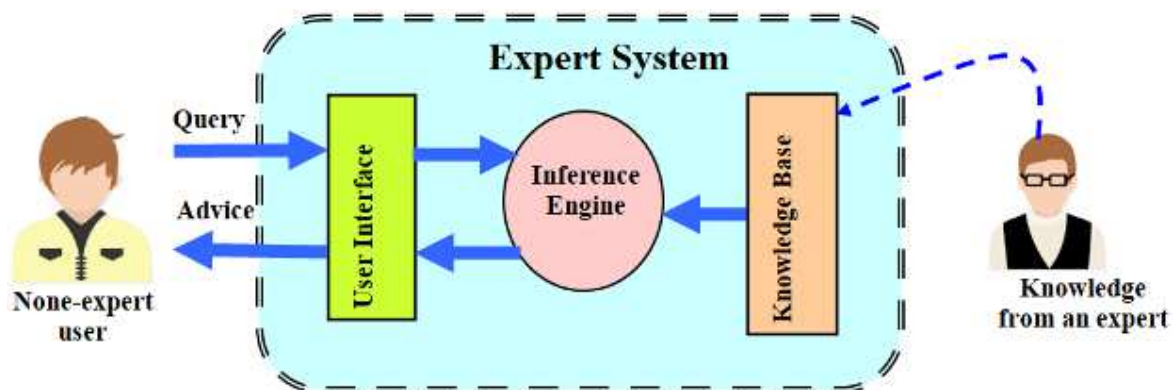 Expert System
Query
Advice
None-expert
user
User Interface
Inference
Engine
Knowledge Base
Knowledge
from an expert